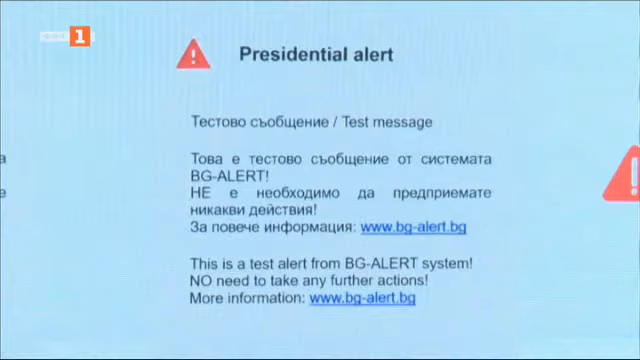 1
Presidential alert
Тестово съобщение / Test message
Това е тестово съобщение от системата
BG-ALERT!
НЕ е необходимо да предприемате
никакви действия!
За повече информация: www.bg-alert.bg
This is a test alert from BG-ALERT system!
NO need to take any further actions!
More information: www.bg-alert.bg
а
е